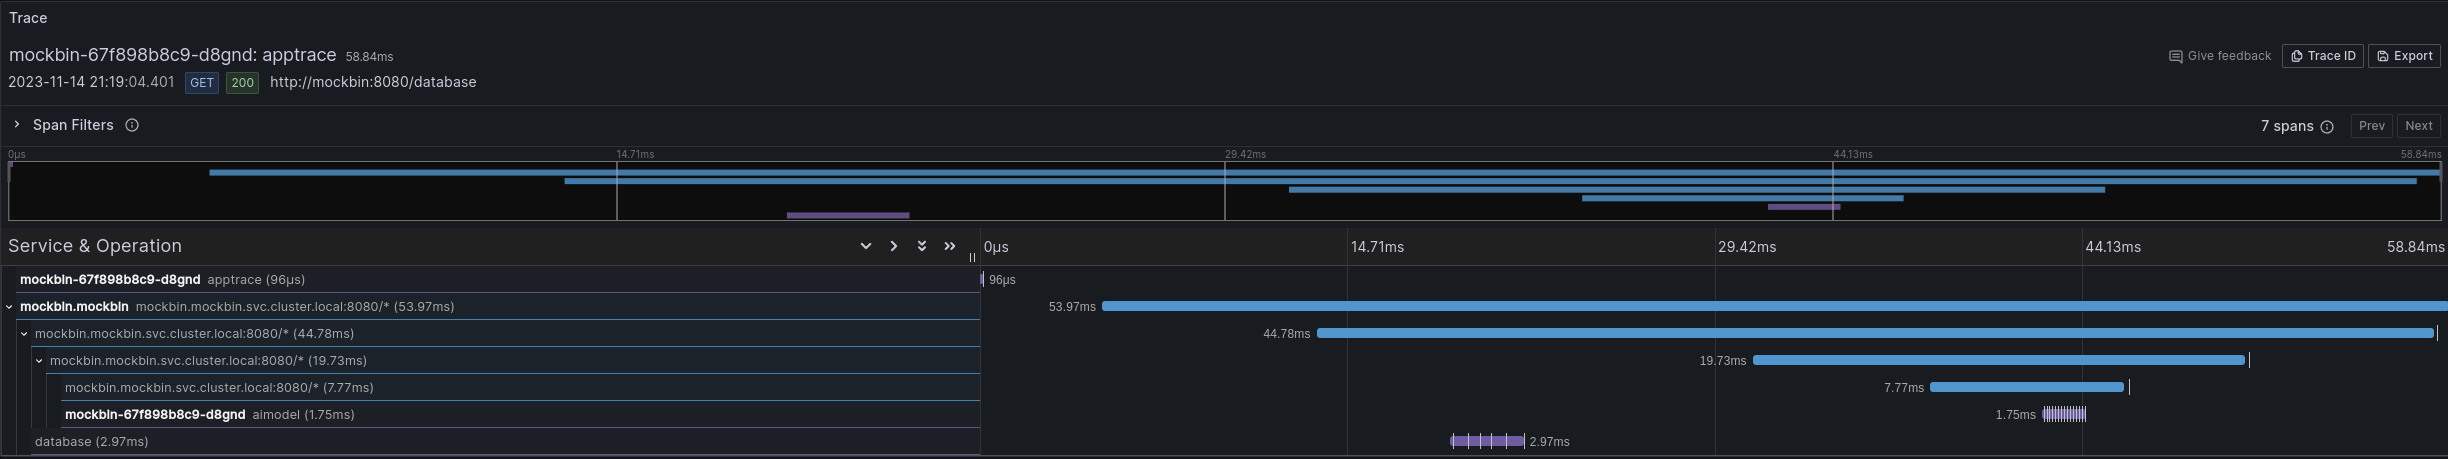 Trace
mockbin-67f898b8c9-d8gnd: apptrace 58.84ms
Give feedback Trace ID Export
2023-11-14 21:19:04.401 GET 200 http://mockbin:8080/database
Span Filters 7 spans Prev Next
0μs 14.71ms 29.42ms 44.13ms 58.84ms
Service & Operation 0μs 14.71ms 29.42ms 44.13ms 58.84ms
mockbin-67f898b8c9-d8gnd apptrace (96μs) 96μs
mockbin.mockbin mockbin.mockbin.svc.cluster.local:8080/* (53.97ms) 53.97ms
mockbin.mockbin.svc.cluster.local:8080/* (44.78ms) 44.78ms
mockbin.mockbin.svc.cluster.local:8080/* (19.73ms) 19.73ms
mockbin.mockbin.svc.cluster.local:8080/* (7.77ms) 7.77ms
mockbin-67f898b8c9-d8gnd aimodel (1.75ms) 1.75ms
database (2.97ms) 2.97ms